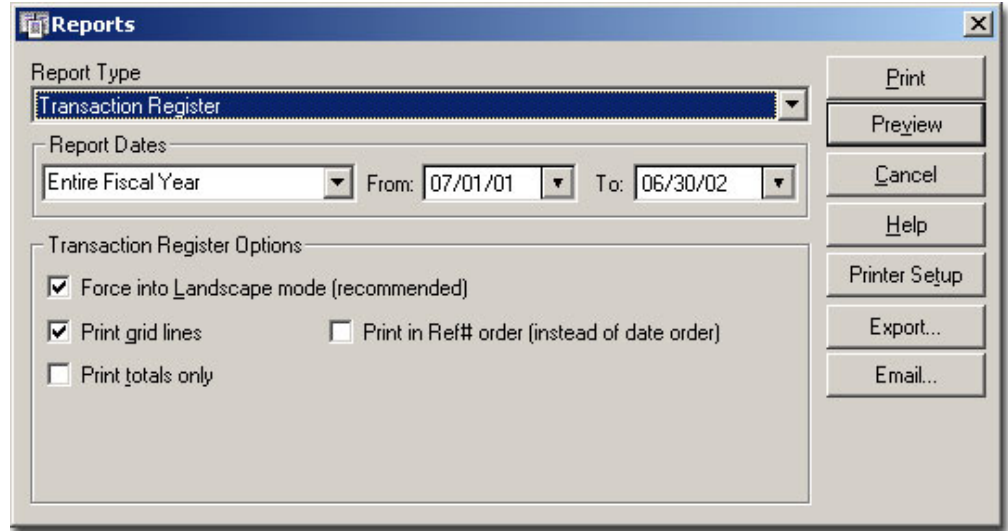 Reports
Report Type
Transaction Register
Report Dates
Entire Fiscal Year From: 07/01/01 To: 06/30/02
Transaction Register Options
Force into Landscape mode (recommended)
Print grid lines Print in Ref# order (instead of date order)
Print totals only
Print
Preview
Cancel
Help
Printer Setup
Export...
Email...